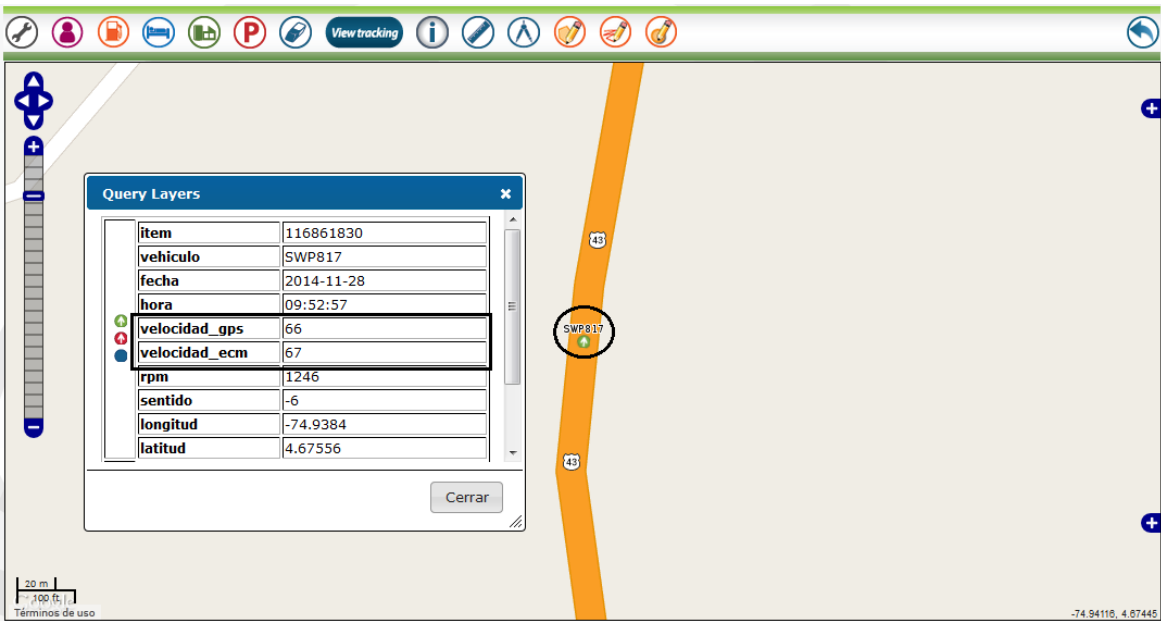 P
View tracking
i
Query Layers
item 116861830
vehiculo SWP817
fecha 2014-11-28
hora 09:52:57
velocidad_gps 66
velocidad_ecm 67
rpm 1246
sentido -6
longitud -74.9384
latitud 4.67556
Cerrar
43
SWP817
43
20 m
100 ft
Términos de uso
-74.94116, 4.67445